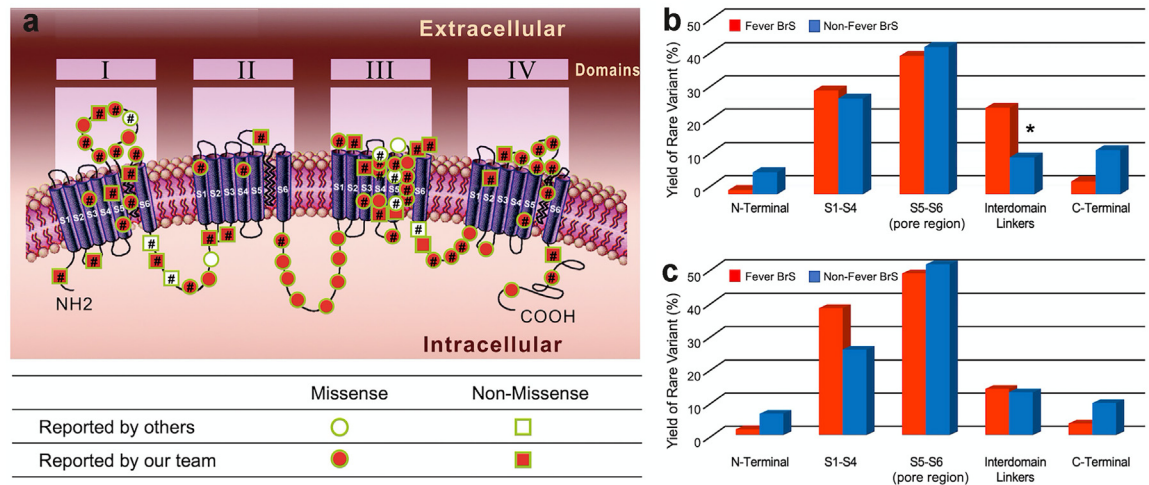 a
Extracellular
I II III IV Domains
S1 S2 S3 S4 S5 S6
S1 S2 S3 S4 S5 S6
S1 S2 S3 S4 S5 S6
S1 S2 S3 S4 S5 S6
NH2
COOH
Intracellular
Missense Non-Missense
Reported by others
Reported by our team
b
Fever BrS Non-Fever BrS
Yield of Rare Variant (%)
50
40
30
20
10
0
*
N-Terminal S1-S4 S5-S6 Interdomain C-Terminal
(pore region) Linkers
c
Fever BrS Non-Fever BrS
Yield of Rare Variant (%)
50
40
30
20
10
0
N-Terminal S1-S4 S5-S6 Interdomain C-Terminal
(pore region) Linkers